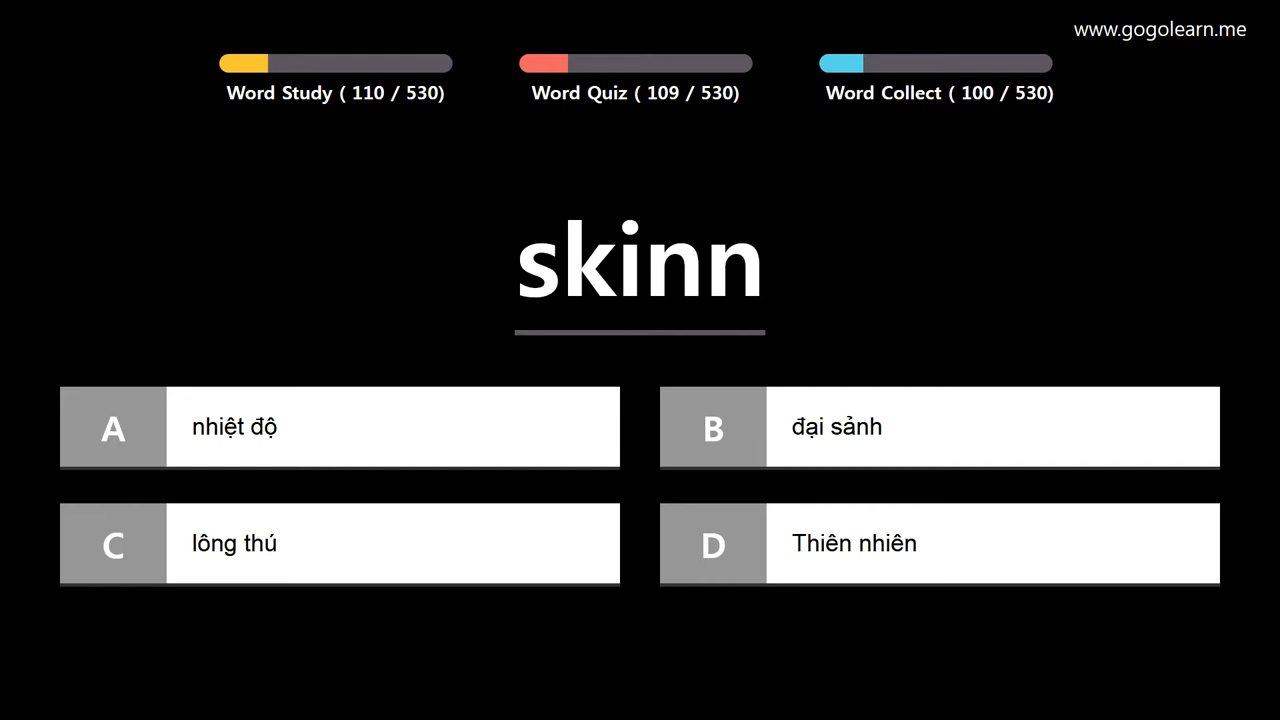 www.gogolearn.me
Word Study ( 110 / 530)
Word Quiz ( 109 / 530)
Word Collect ( 100 / 530)
skinn
A nhiệt độ
B đại sảnh
C lông thú
D Thiên nhiên